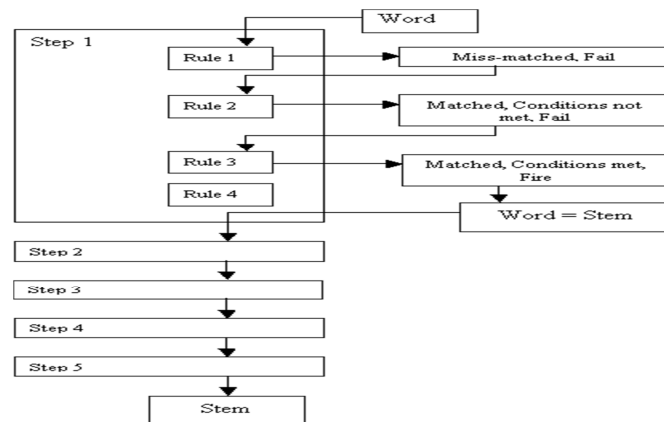 Word
Step 1
Rule 1
Miss-matched, Fail
Rule 2
Matched, Conditions not
met, Fail
Rule 3
Matched, Conditions met,
Fire
Rule 4
Word = Stem
Step 2
Step 3
Step 4
Step 5
Stem